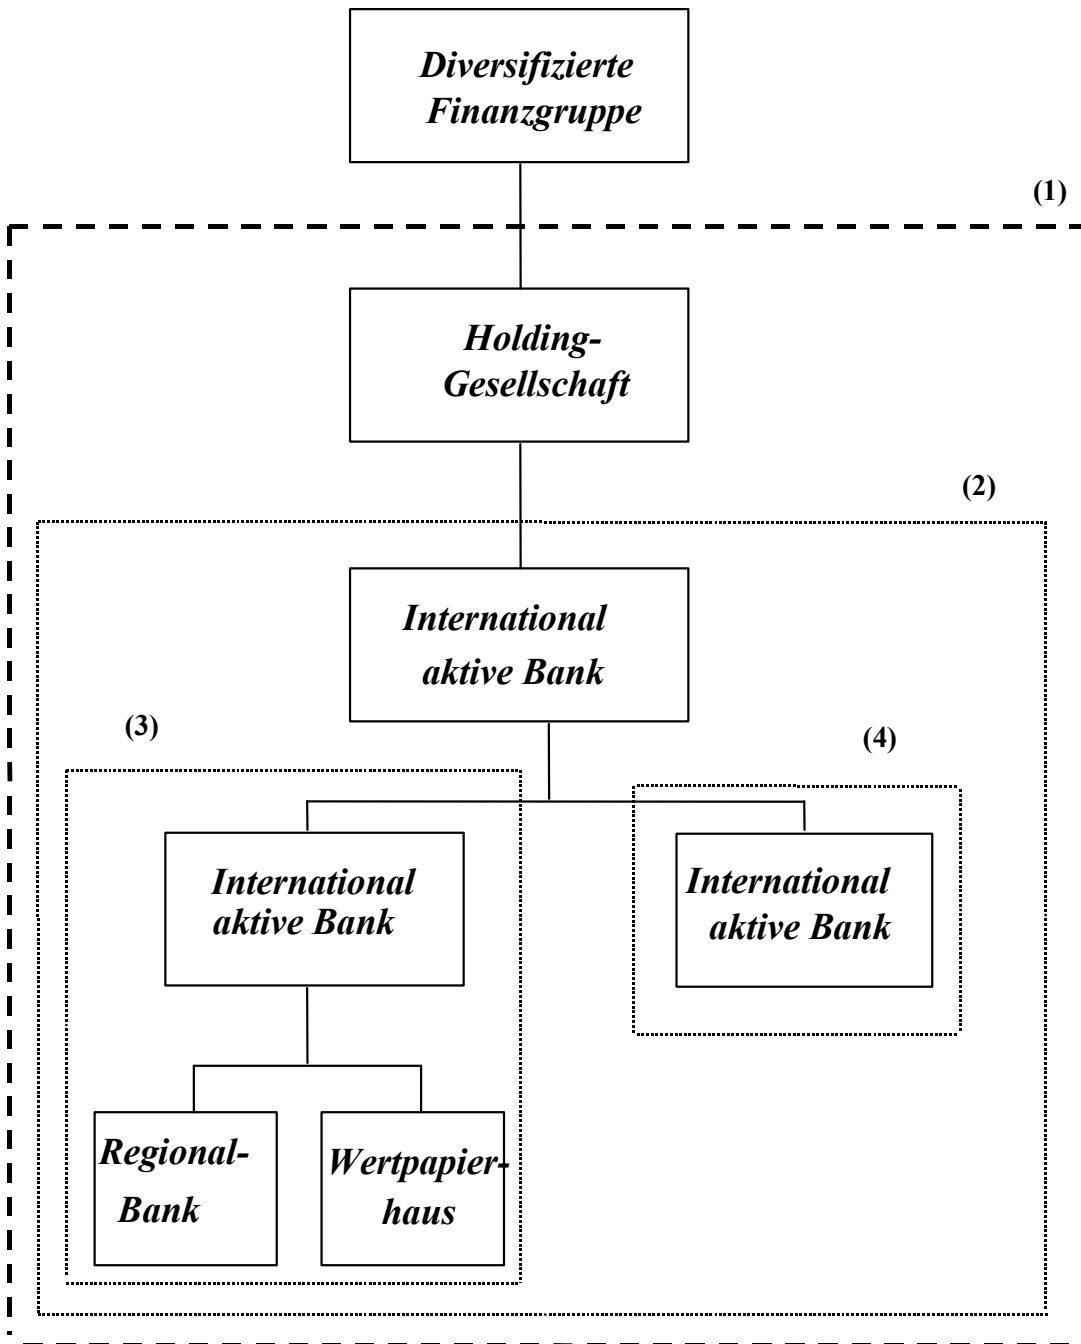 Diversifizierte
Finanzgruppe
(1)
Holding-
Gesellschaft
(2)
International
aktive Bank
(3)
(4)
International
aktive Bank
International
aktive Bank
Regional-
Bank
Wertpapier-
haus